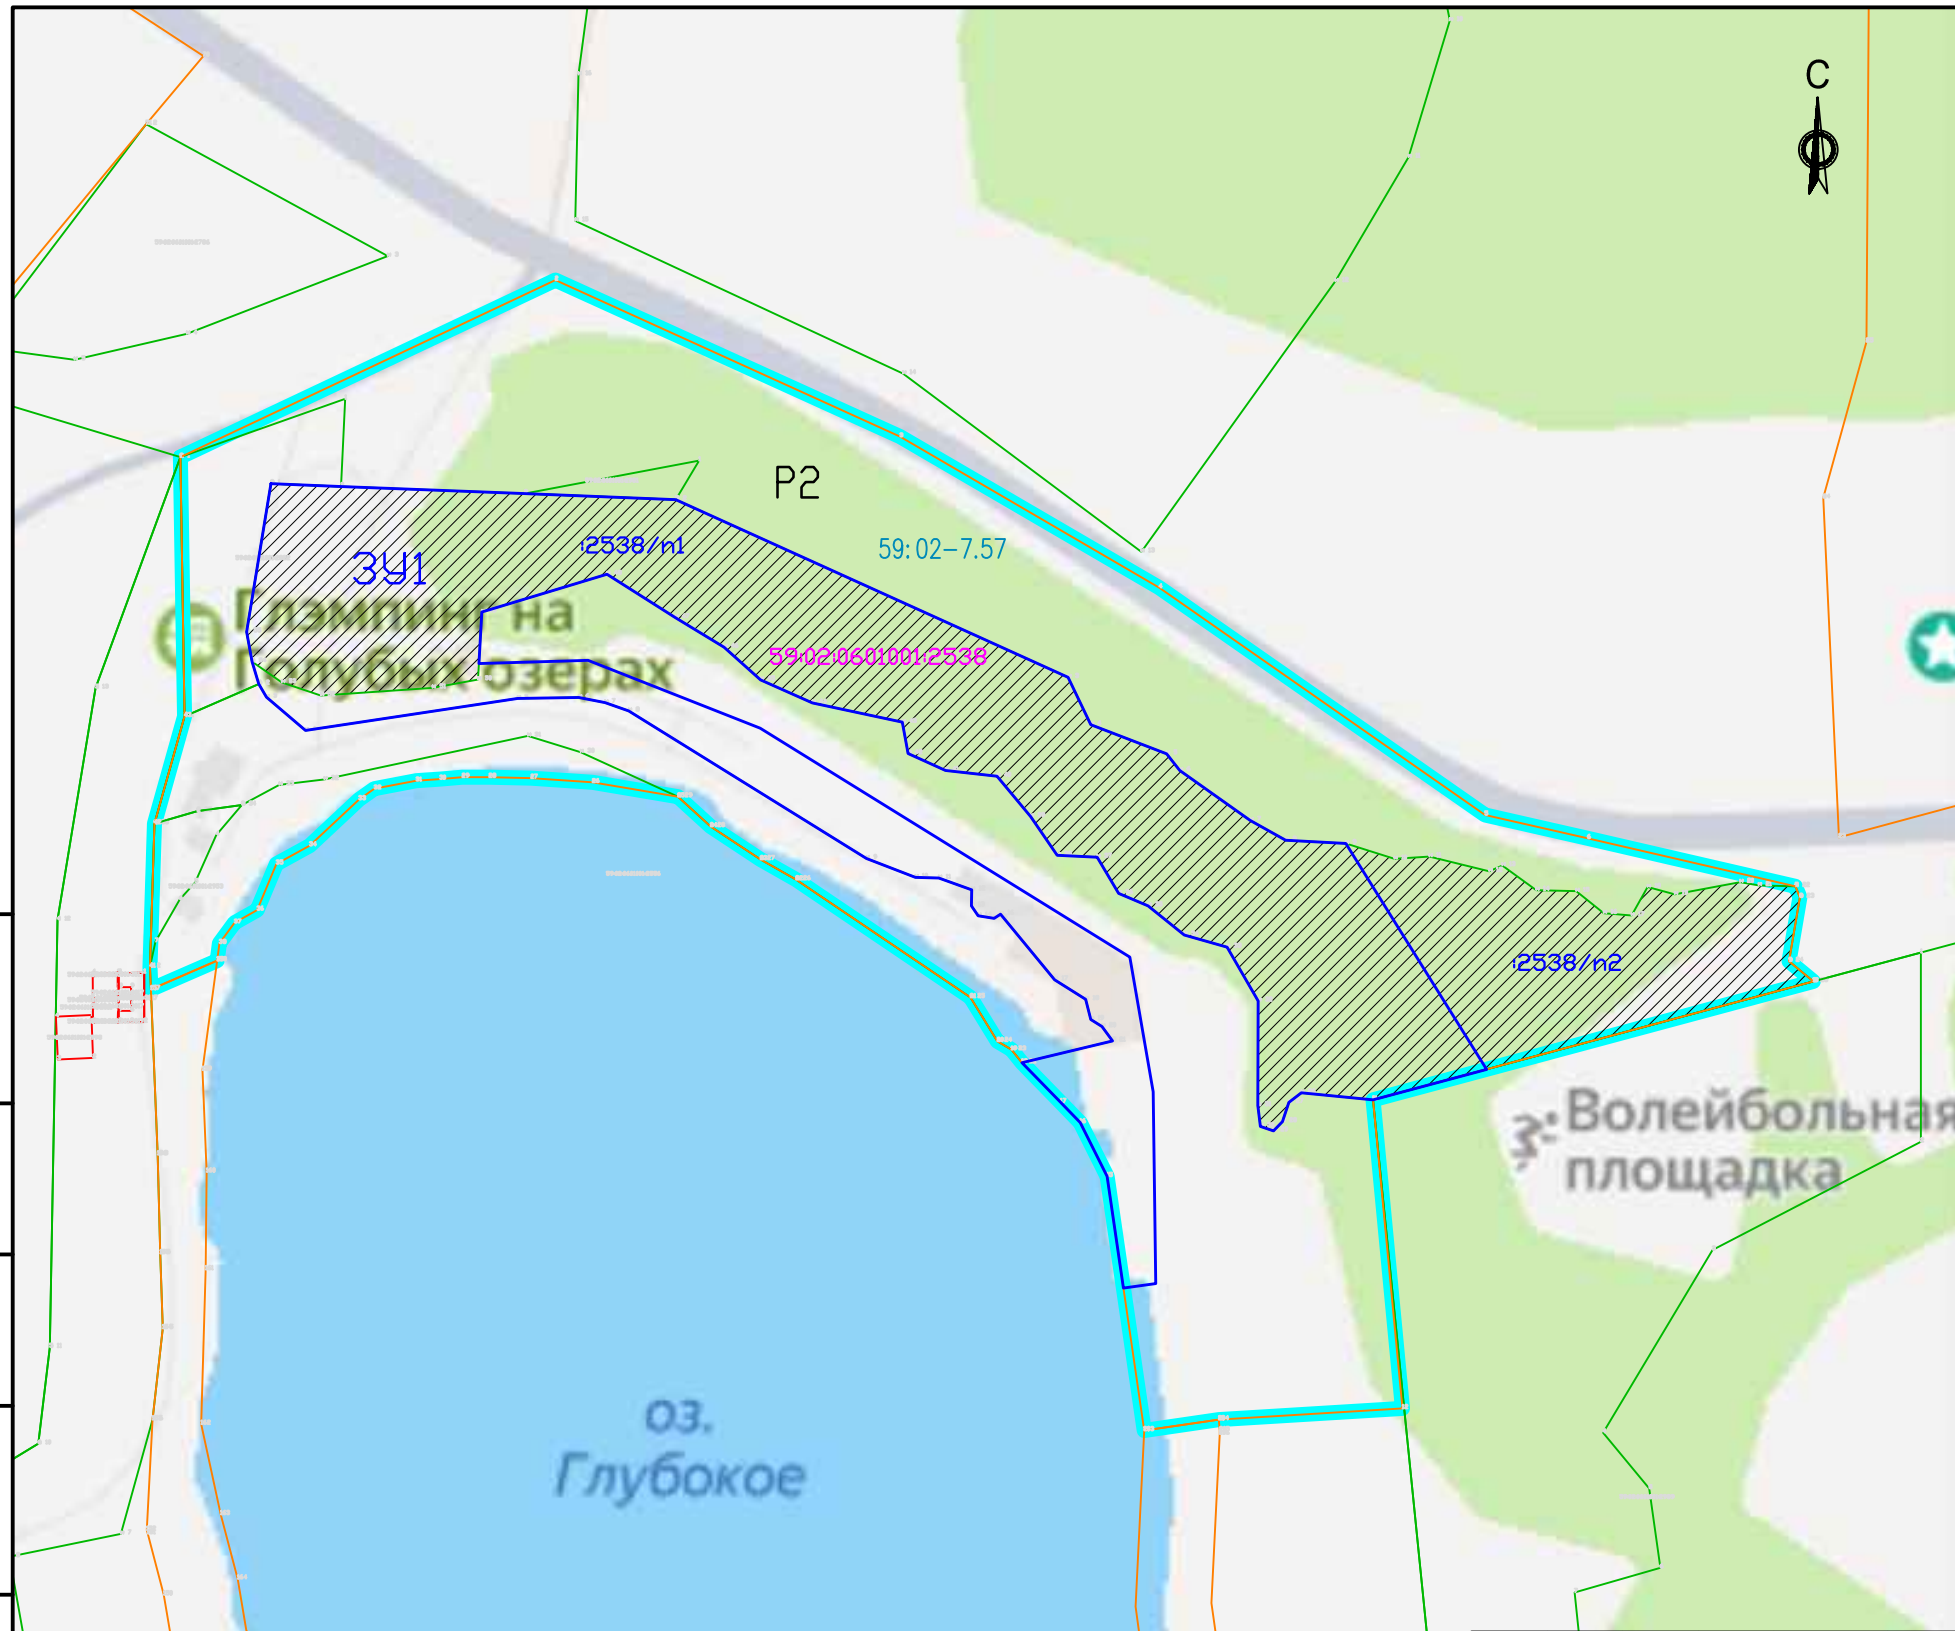 С
Р2
:2538/п1
59:02-7.57
ЗУ1
Глэмпинг на
Голубых озерах
59:02:0601001:2538
:2538/п2
Волейбольная
площадка
оз.
Глубокое